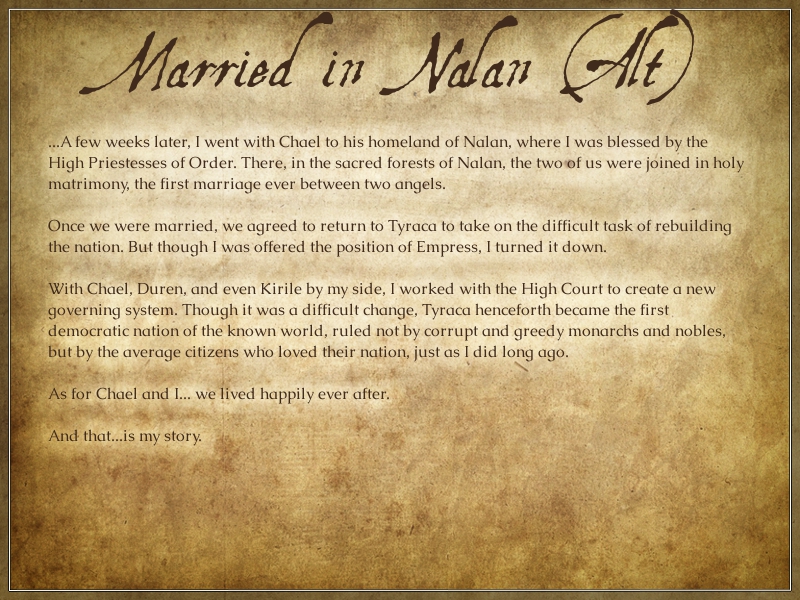 Married in Nalan (Alt)
...A few weeks later, I went with Chael to his homeland of Nalan, where I was blessed by the
High Priestesses of Order. There, in the sacred forests of Nalan, the two of us were joined in holy
matrimony, the first marriage ever between two angels.
Once we were married, we agreed to return to Tyraca to take on the difficult task of rebuilding
the nation. But though I was offered the position of Empress, I turned it down.
With Chael, Duren, and even Kirile by my side, I worked with the High Court to create a new
governing system. Though it was a difficult change, Tyraca henceforth became the first
democratic nation of the known world, ruled not by corrupt and greedy monarchs and nobles,
but by the average citizens who loved their nation, just as I did long ago.
As for Chael and I... we lived happily ever after.
And that...is my story.